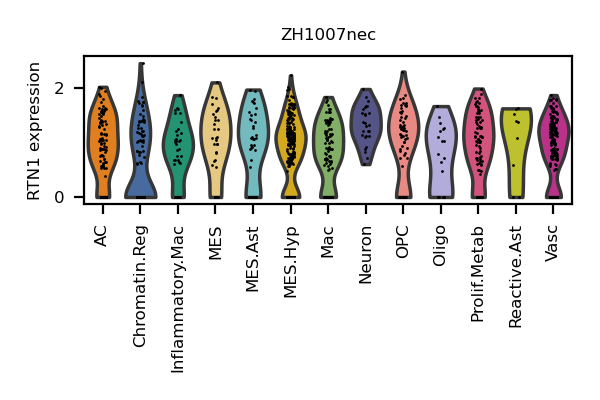 ZH1007nec
RTN1 expression
2
0
AC
Chromatin.Reg
Inflammatory.Mac
MES
MES.Ast
MES.Hyp
Mac
Neuron
OPC
Oligo
Prolif.Metab
Reactive.Ast
Vasc